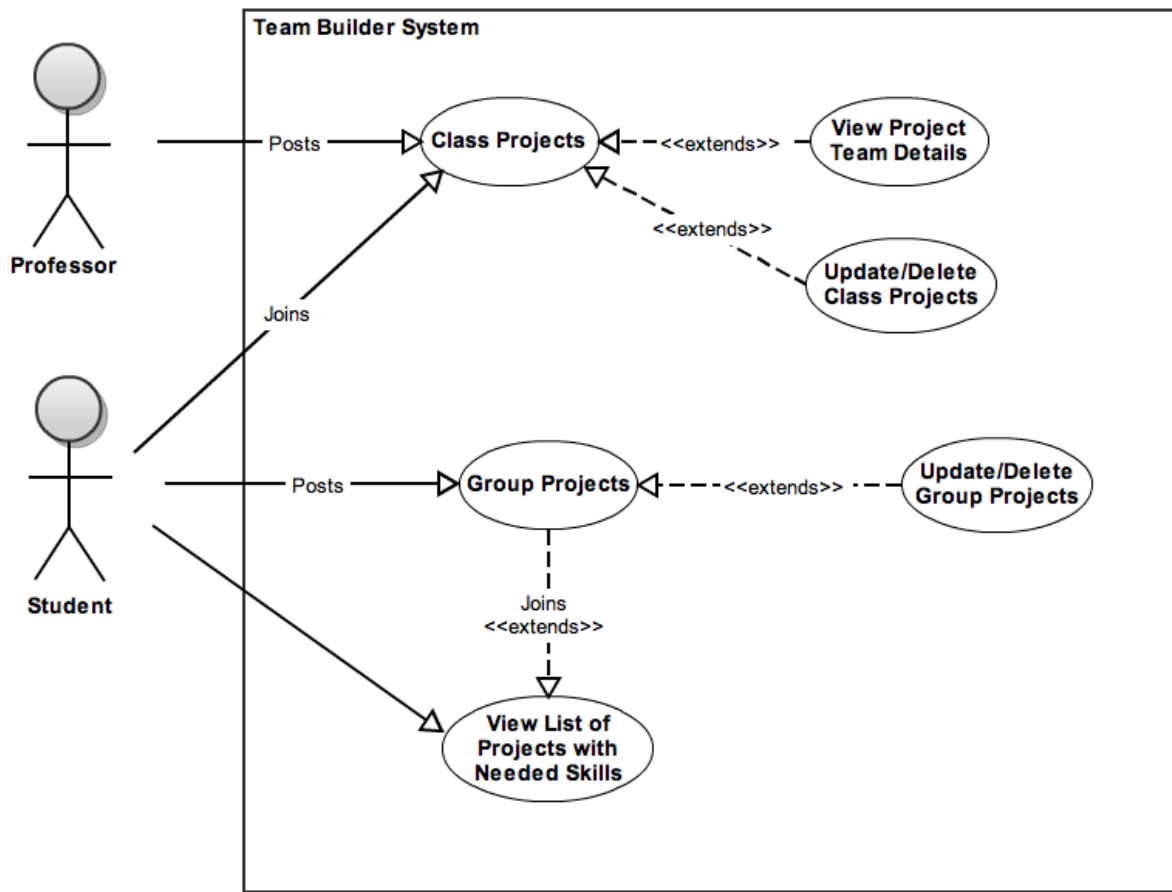 Team Builder System
Posts
Class Projects
<<extends>>
View Project
Team Details
<<extends>>
Professor
Update/Delete
Class Projects
Joins
Posts
Group Projects
<<extends>>
Update/Delete
Group Projects
Student
Joins
<<extends>>
View List of
Projects with
Needed Skills